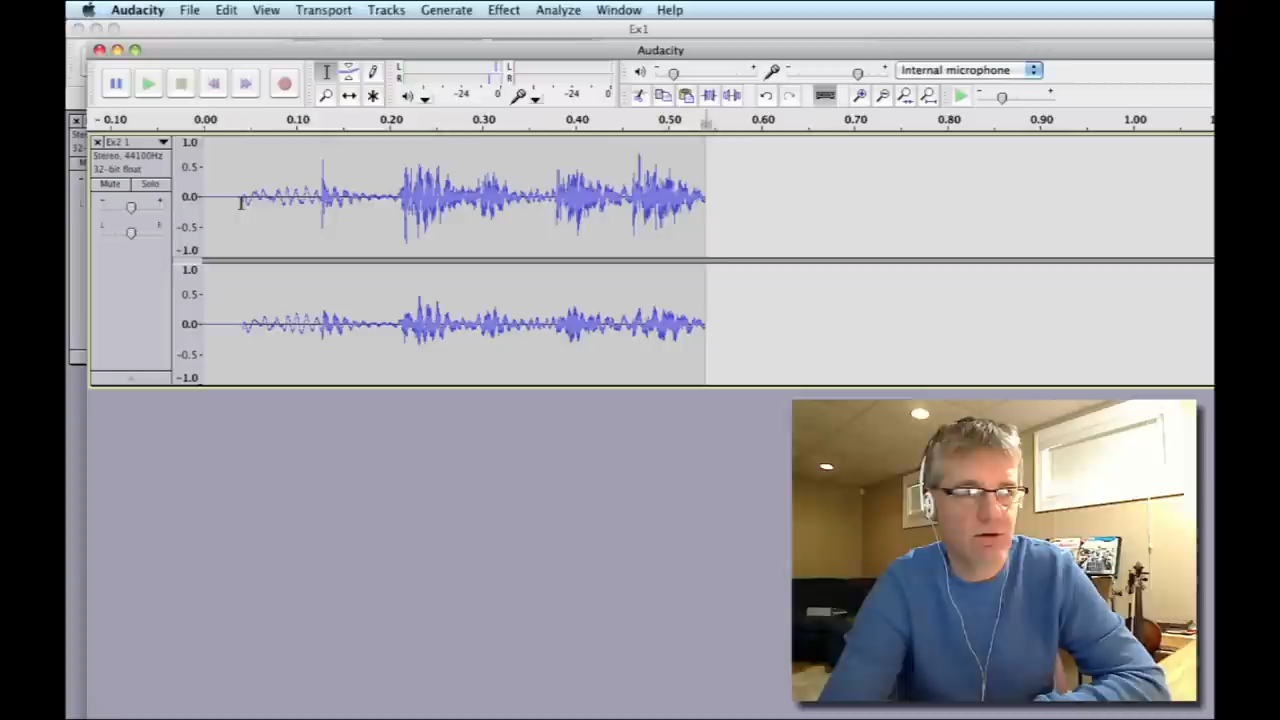 Audacity File Edit View Transport Tracks Generate Effect Analyze Window Help
Ex1
Audacity
L
R
L
R
Internal microphone
-24 0
-24 0
- 0.10 0.00 0.10 0.20 0.30 0.40 0.50 0.60 0.70 0.80 0.90 1.00
Ex2 1
Stereo, 44100Hz
32-bit float
Mute Solo
- +
L R
1.0
0.5-
0.0-
-0.5-
-1.0
1.0
0.5-
0.0-
-0.5-
-1.0